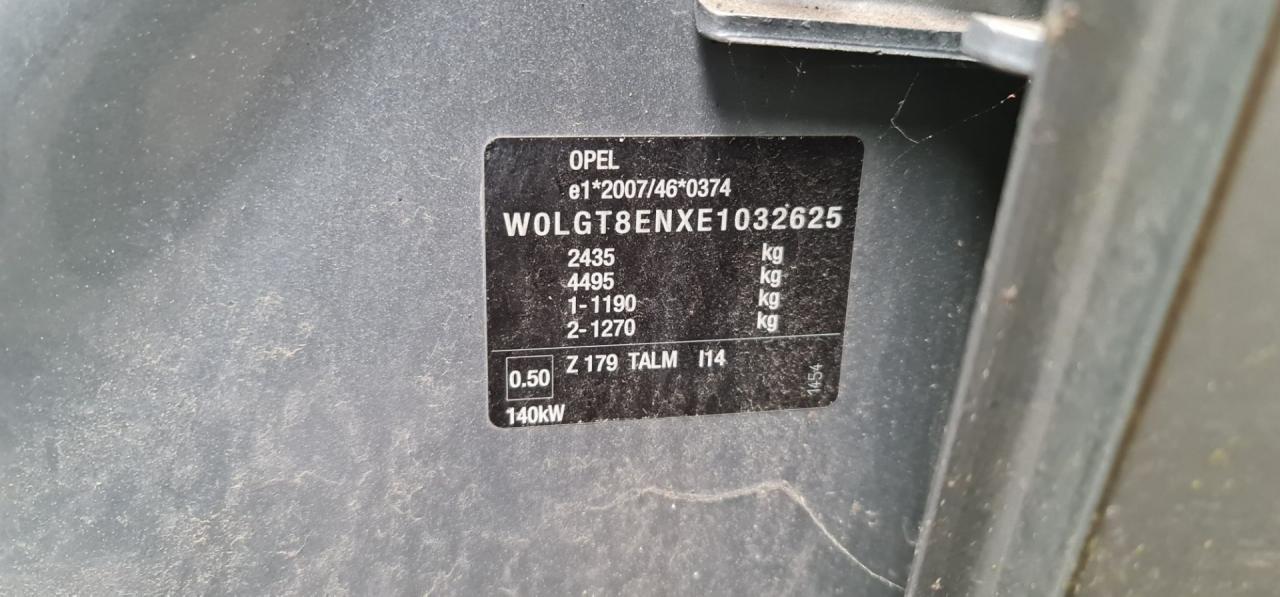 OPEL
e1*2007/46*0374
W0LGT8ENXE1032625
2435 kg
4495 kg
1-1190 kg
2-1270 kg
0.50 Z 179 TALM I14
140kW
1454